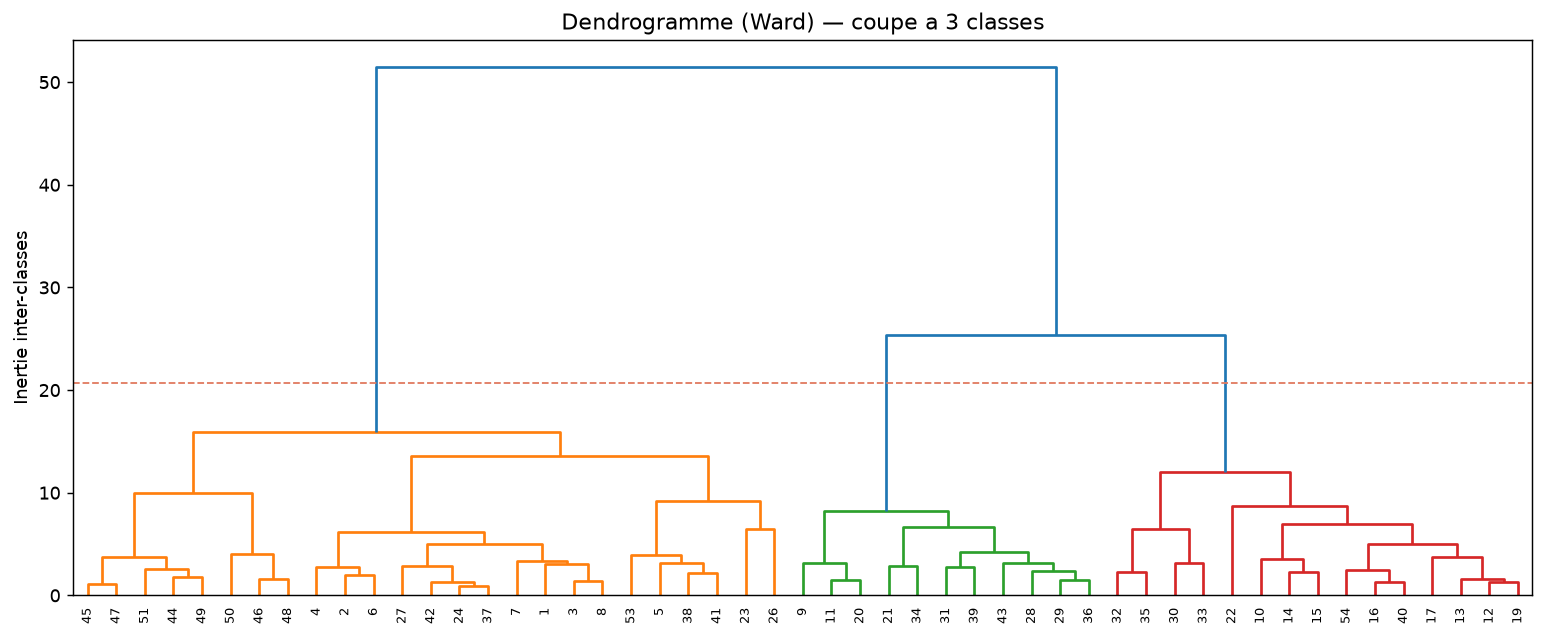 Dendrogramme (Ward) — coupe a 3 classes
Inertie inter-classes
50
40
30
20
10
0
45 47 51 44 49 50 46 48 4 2 6 27 42 24 37 7 1 3 8 53 5 38 41 23 26 9 11 20 21 34 31 39 43 28 29 36 32 35 30 33 22 10 14 15 54 16 40 17 13 12 19